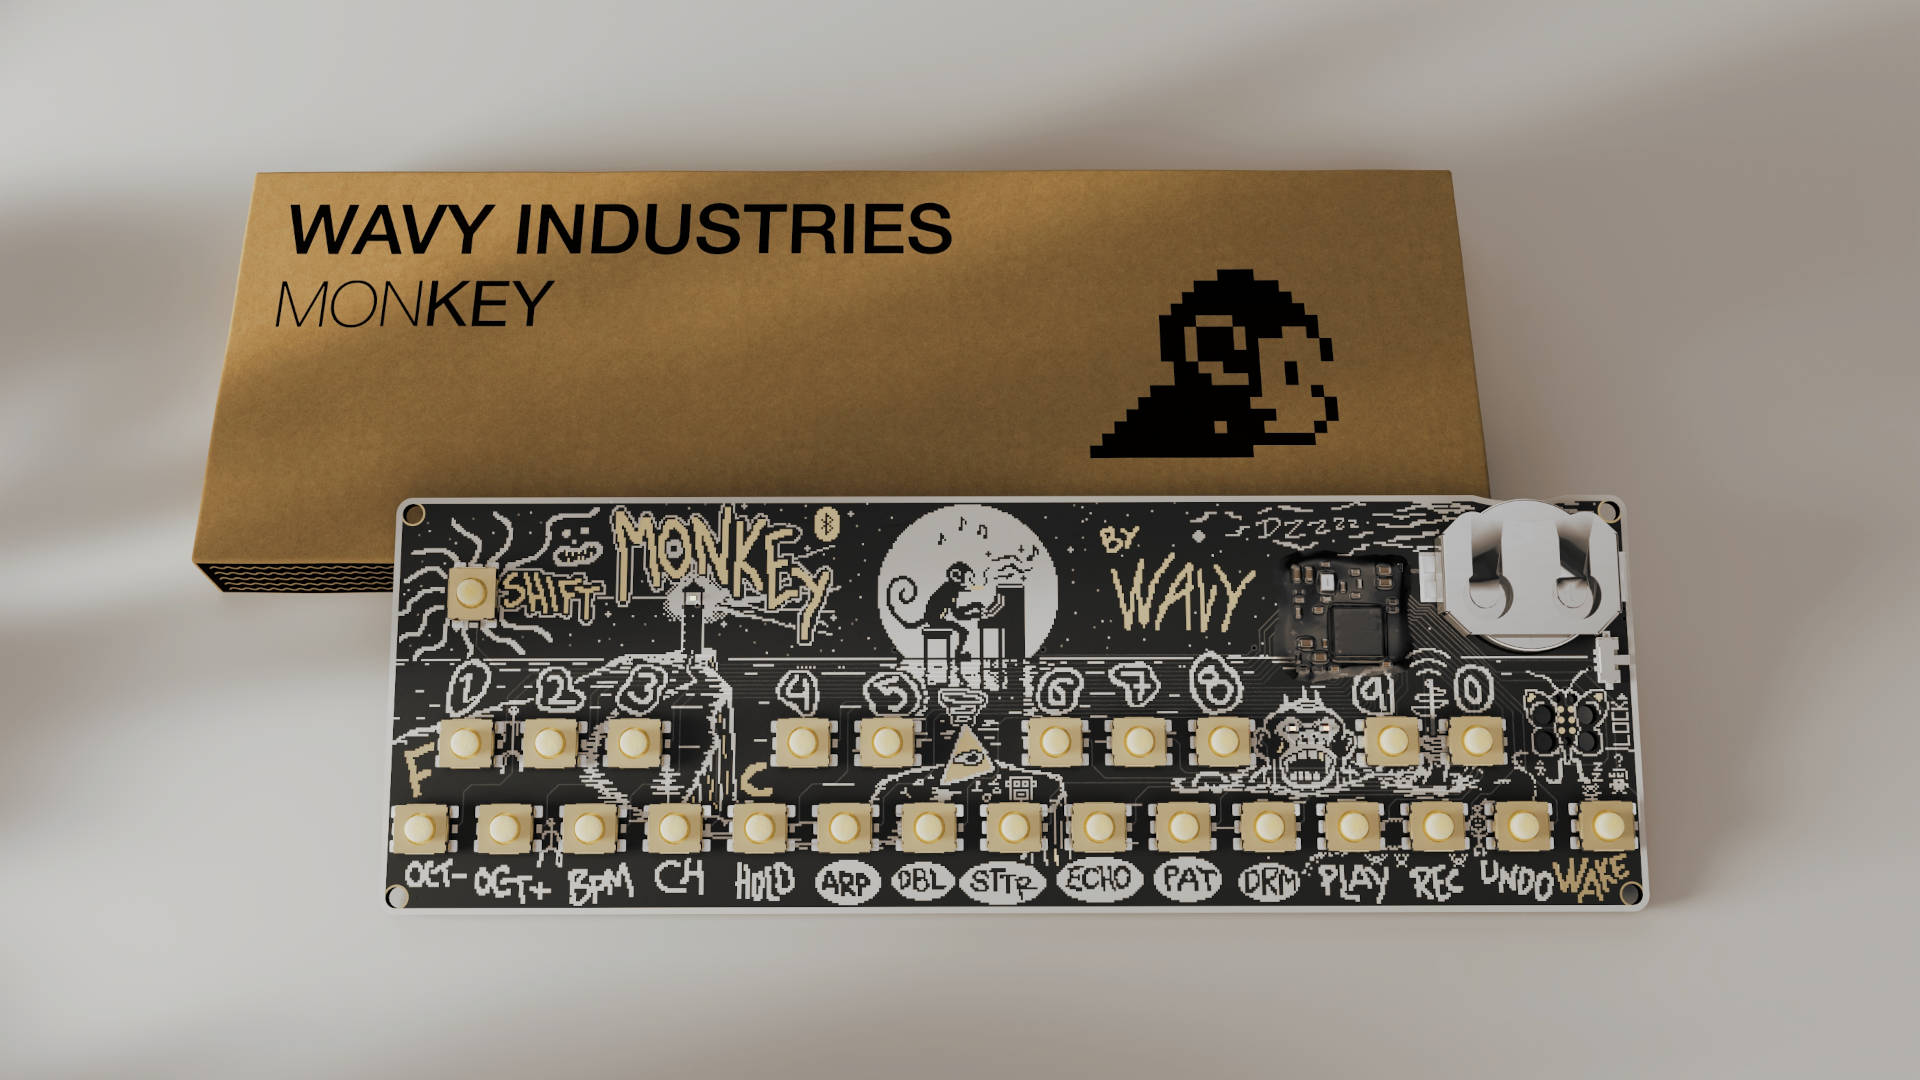 WAVY INDUSTRIES
MONKEY
MONKEY
BY
WAVY
DZzzz
SHIFT
1 2 3 4 5 6 7 8 9 0
LOCK
F
C
OCT- OCT+ BPM CH HOLD ARP DBL STTR ECHO PAT DRM PLAY REC UNDO WAKE